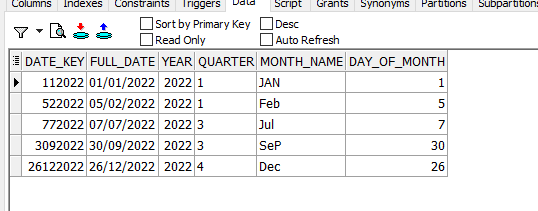 Columns Indexes Constraints Triggers Data Script Grants Synonyms Partitions Subpartitions
Sort by Primary Key Desc
Read Only Auto Refresh
DATE_KEY FULL_DATE YEAR QUARTER MONTH_NAME DAY_OF_MONTH
112022 01/01/2022 2022 1 JAN 1
522022 05/02/2022 2022 1 Feb 5
772022 07/07/2022 2022 3 Jul 7
3092022 30/09/2022 2022 3 SeP 30
26122022 26/12/2022 2022 4 Dec 26